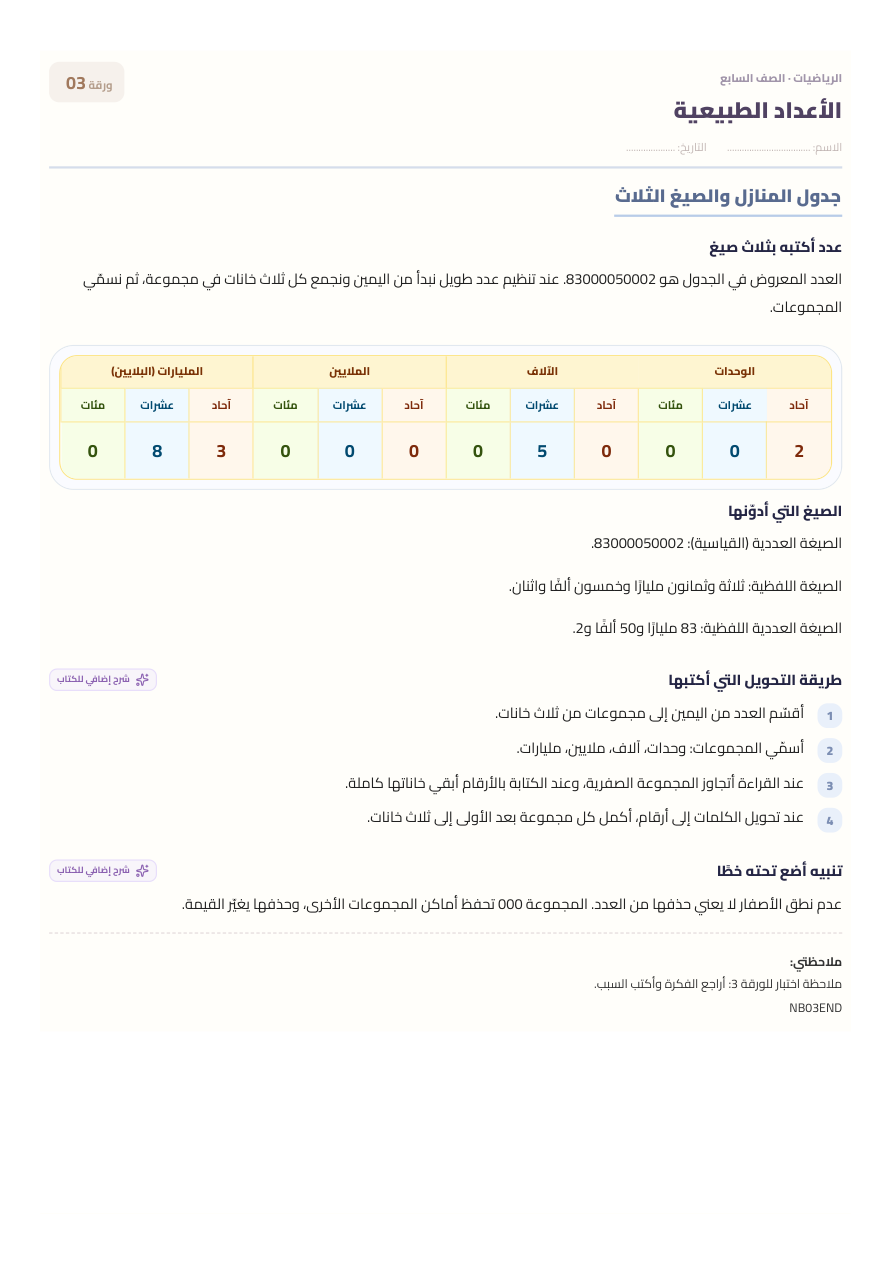 الرياضيات · الصف السابع
ورقة 03
الأعداد الطبيعية
الاسم: .................................. التاريخ: ....................
جدول المنازل والصيغ الثلاث
عدد أكتبه بثلاث صيغ
العدد المعروض في الجدول هو 83000050002. عند تنظيم عدد طويل نبدأ من اليمين ونجمع كل ثلاث خانات في مجموعة، ثم نسمّي
المجموعات.
الوحدات الآلاف الملايين المليارات (البلايين)
آحاد عشرات مئات آحاد عشرات مئات آحاد عشرات مئات آحاد عشرات مئات
2 0 0 0 5 0 0 0 0 3 8 0
الصيغ التي أدوّنها
الصيغة العددية (القياسية): 83000050002.
الصيغة اللفظية: ثلاثة وثمانون مليارًا وخمسون ألفًا واثنان.
الصيغة العددية اللفظية: 83 مليارًا و50 ألفًا و2.
طريقة التحويل التي أكتبها
شرح إضافي للكتاب
1 أقسّم العدد من اليمين إلى مجموعات من ثلاث خانات.
2 أسمّي المجموعات: وحدات، آلاف، ملايين، مليارات.
3 عند القراءة أتجاوز المجموعة الصفرية، وعند الكتابة بالأرقام أبقي خاناتها كاملة.
4 عند تحويل الكلمات إلى أرقام، أكمل كل مجموعة بعد الأولى إلى ثلاث خانات.
تنبيه أضع تحته خطًا
شرح إضافي للكتاب
عدم نطق الأصفار لا يعني حذفها من العدد. المجموعة 000 تحفظ أماكن المجموعات الأخرى، وحذفها يغيّر القيمة.
ملاحظتي:
ملاحظة اختبار للورقة 3: أراجع الفكرة وأكتب السبب.
NB03END